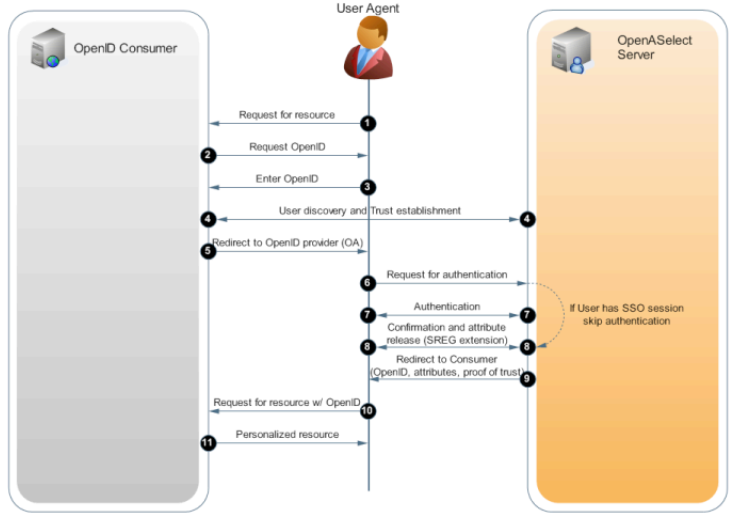 User Agent
OpenID Consumer
OpenASelect
Server
Request for resource
1
2
Request OpenID
Enter OpenID
3
4
User discovery and Trust establishment
4
5
Redirect to OpenID provider (OA)
6
Request for authentication
7
Authentication
7
If User has SSO session
skip authentication
8
Confirmation and attribute
release (SREG extension)
8
Redirect to Consumer
(OpenID, attributes, proof of trust)
9
Request for resource w/ OpenID
10
11
Personalized resource